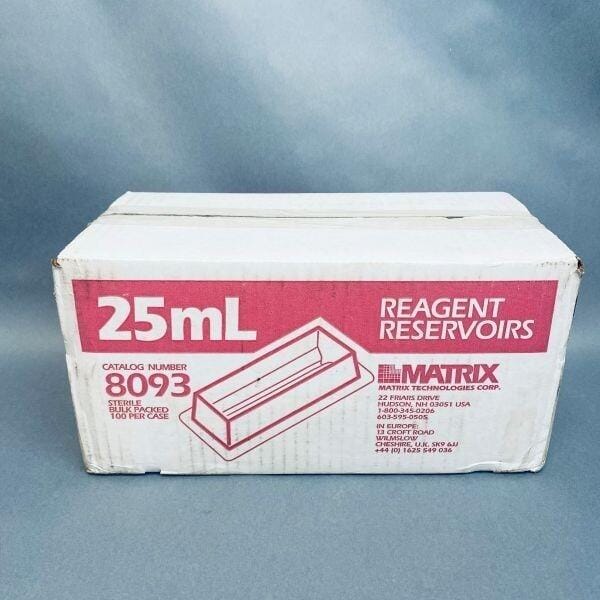 25mL
REAGENT
RESERVOIRS
CATALOG NUMBER
8093
STERILE
BULK PACKED
100 PER CASE
MATRIX
MATRIX TECHNOLOGIES CORP.
22 FRIARS DRIVE
HUDSON, NH 03051 USA
1-800-345-0206
603-595-0505
IN EUROPE:
13 CROFT ROAD
WILMSLOW
CHESHIRE, U.K. SK9 6JJ
+44 (0) 1625 549 036